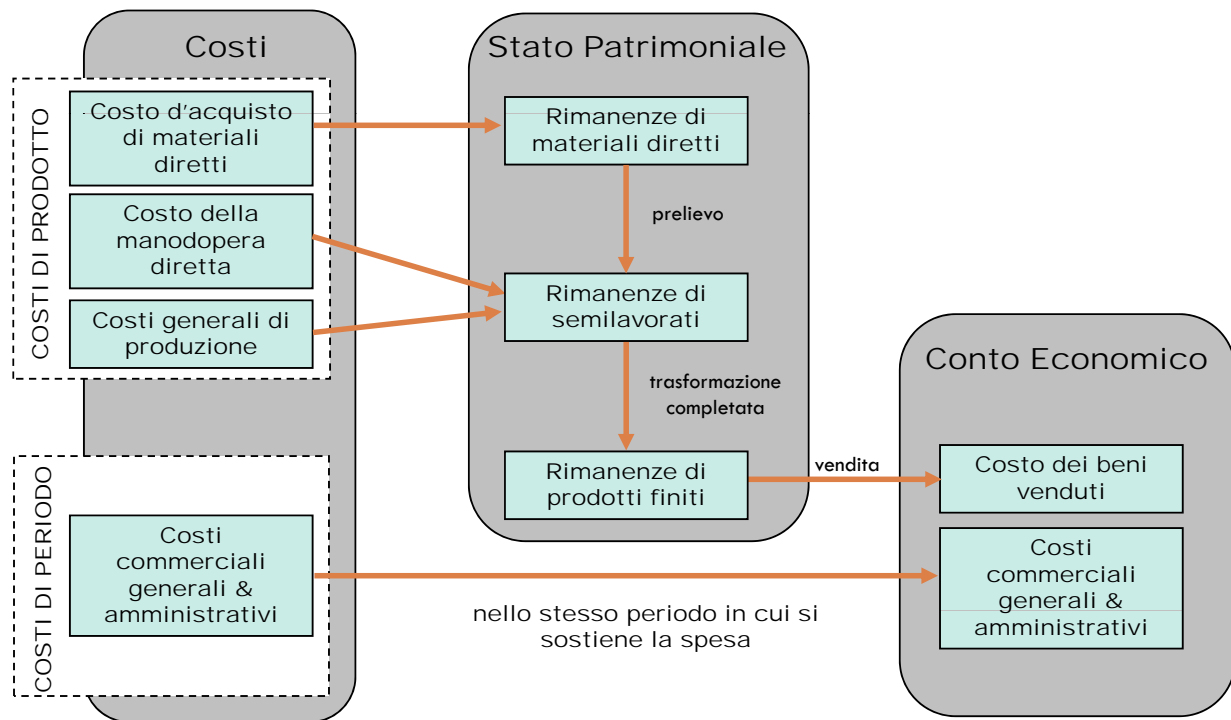 Costi
COSTI DI PRODOTTO
Costo d'acquisto
di materiali
diretti
Costo della
manodopera
diretta
Costi generali di
produzione
COSTI DI PERIODO
Costi
commerciali
generali &
amministrativi
Stato Patrimoniale
Rimanenze di
materiali diretti
prelievo
Rimanenze di
semilavorati
trasformazione
completata
Rimanenze di
prodotti finiti
vendita
nello stesso periodo in cui si
sostiene la spesa
Conto Economico
Costo dei beni
venduti
Costi
commerciali
generali &
amministrativi